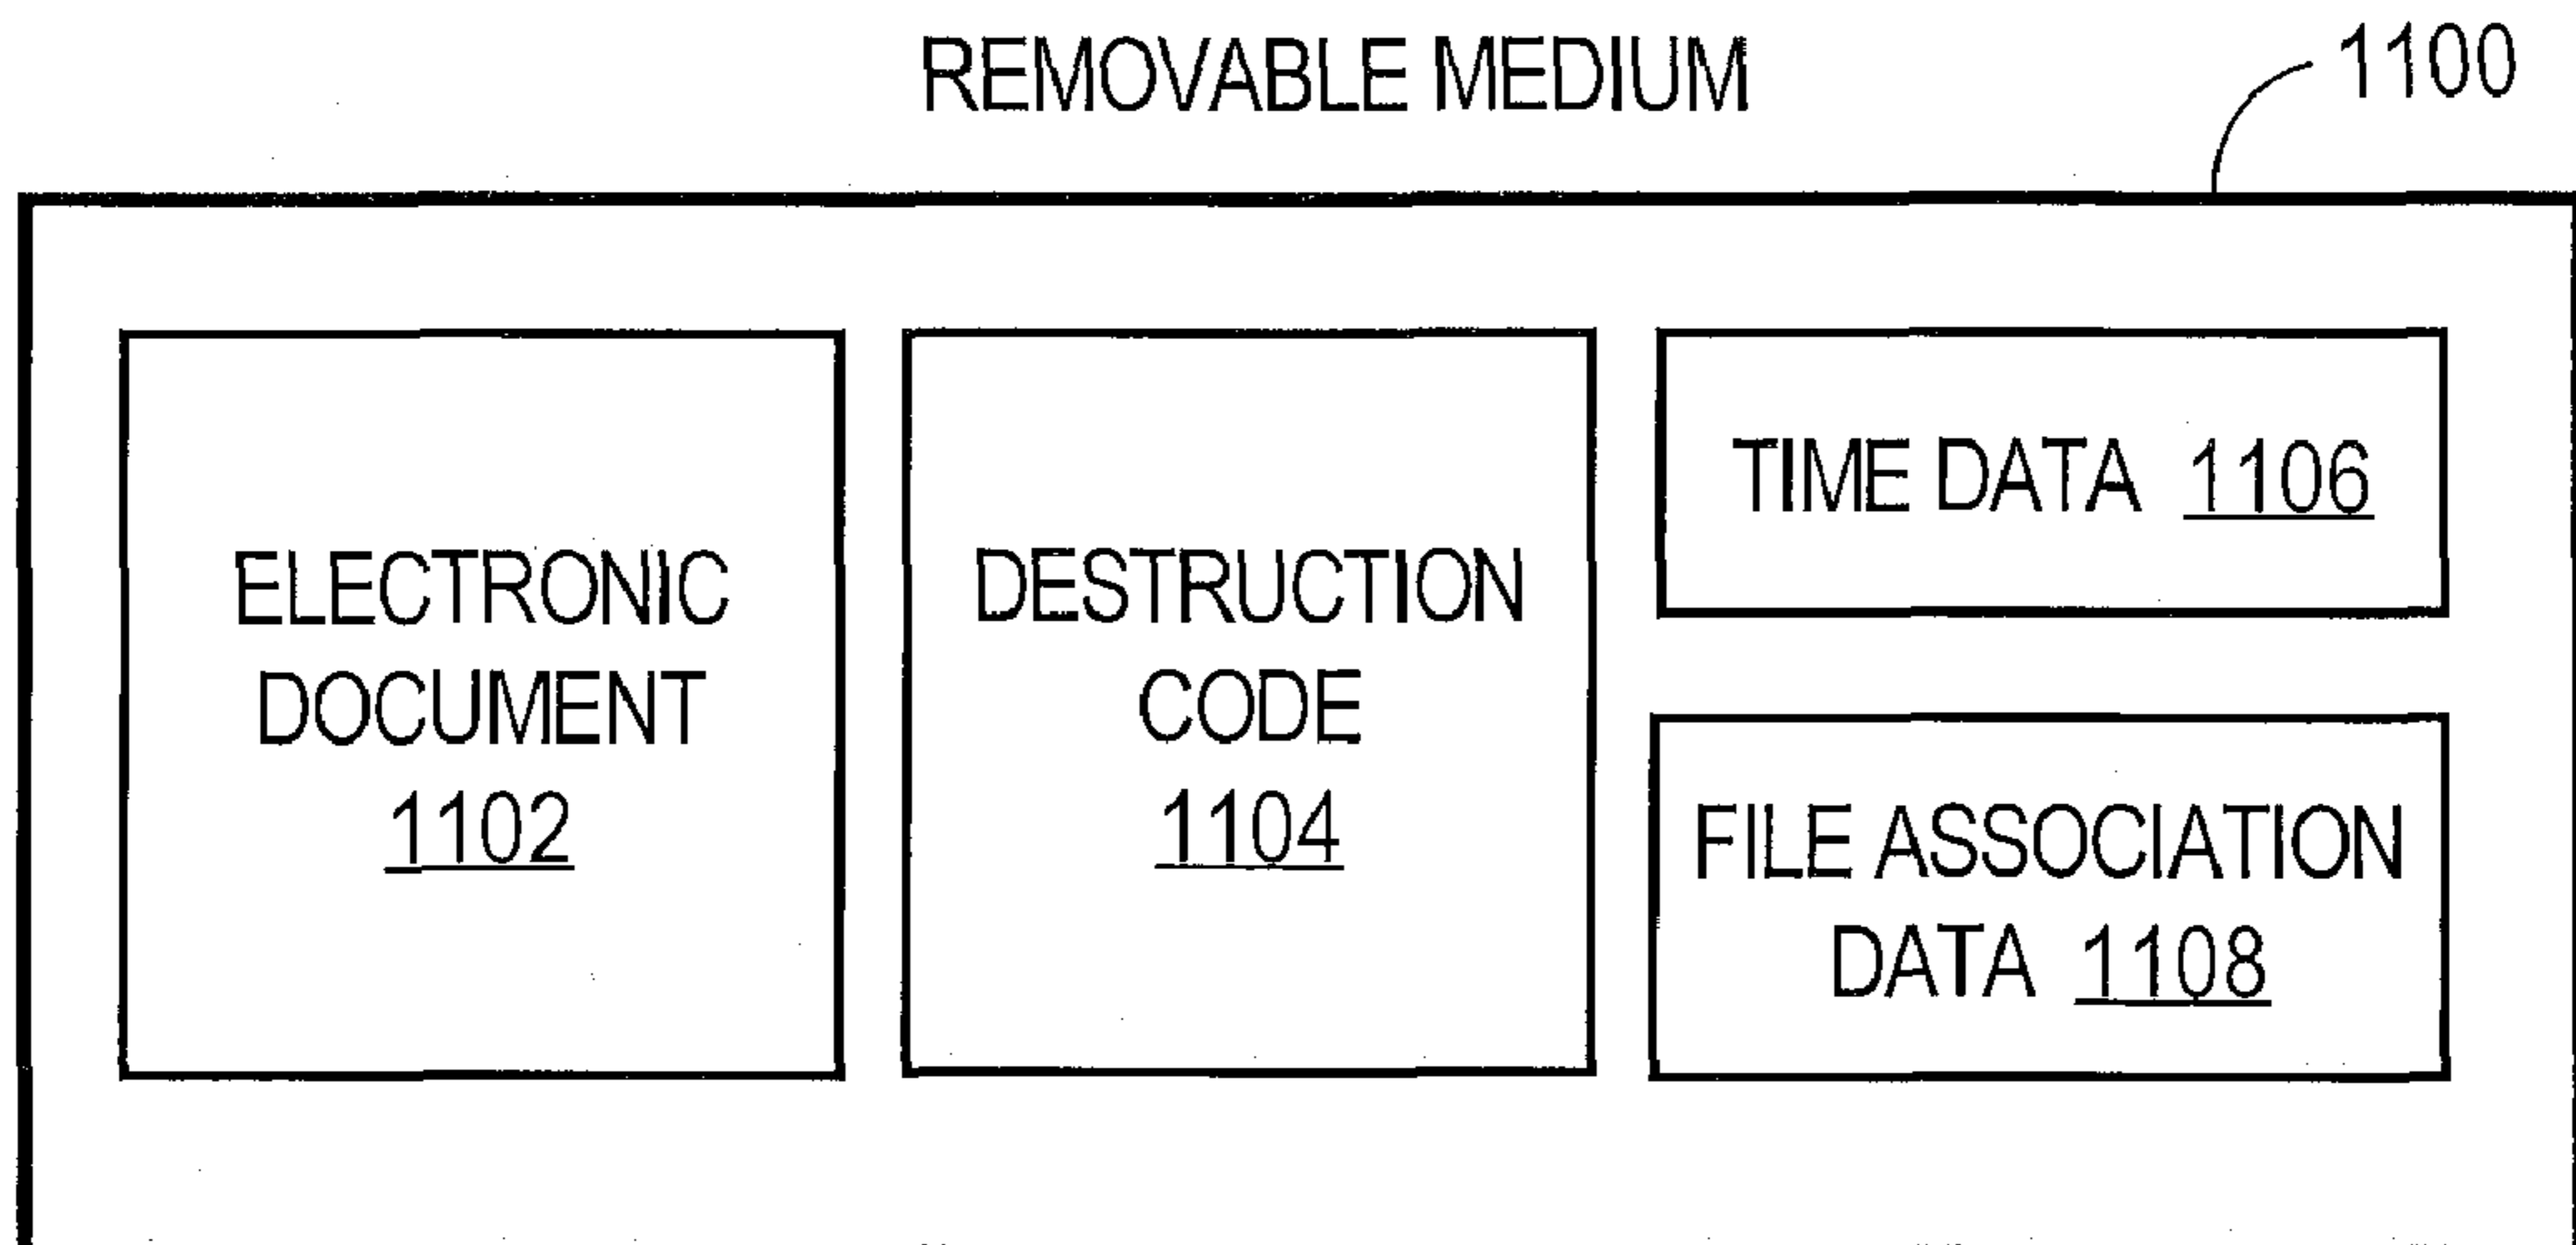 REMOVABLE MEDIUM
1100
ELECTRONIC
DOCUMENT
1102
DESTRUCTION
CODE
1104
TIME DATA 1106
FILE ASSOCIATION
DATA 1108